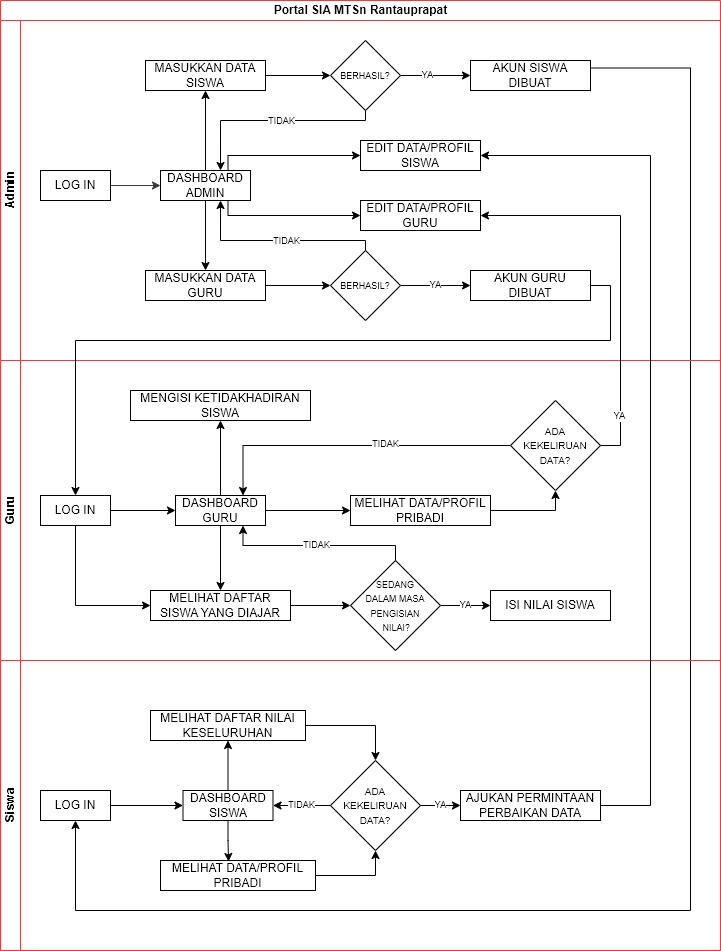 Portal SIA MTSn Rantauprapat
Admin
MASUKKAN DATA
SISWA
BERHASIL?
YA
AKUN SISWA
DIBUAT
TIDAK
EDIT DATA/PROFIL
SISWA
LOG IN
DASHBOARD
ADMIN
EDIT DATA/PROFIL
GURU
TIDAK
MASUKKAN DATA
GURU
BERHASIL?
YA
AKUN GURU
DIBUAT
Guru
MENGISI KETIDAKHADIRAN
SISWA
YA
ADA
KEKELIRUAN
DATA?
TIDAK
LOG IN
DASHBOARD
GURU
MELIHAT DATA/PROFIL
PRIBADI
TIDAK
MELIHAT DAFTAR
SISWA YANG DIAJAR
SEDANG
DALAM MASA
PENGISIAN
NILAI?
YA
ISI NILAI SISWA
Siswa
MELIHAT DAFTAR NILAI
KESELURUHAN
LOG IN
DASHBOARD
SISWA
TIDAK
ADA
KEKELIRUAN
DATA?
YA
AJUKAN PERMINTAAN
PERBAIKAN DATA
MELIHAT DATA/PROFIL
PRIBADI